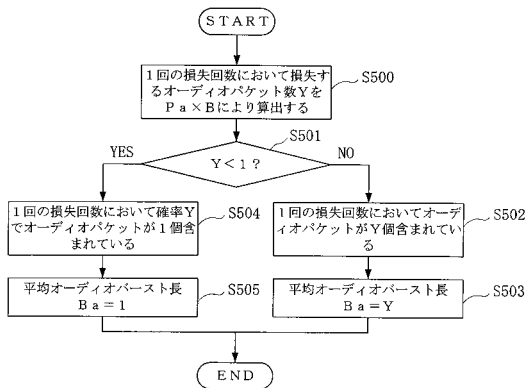 START
1回の損失回数において損失す
るオーディオパケット数Yを
Pa×Bにより算出する
S500
S501
YES
Y<1?
NO
1回の損失回数において確率Y
でオーディオパケットが1個含
まれている
S504
1回の損失回数においてオーデ
ィオパケットがY個含まれてい
る
S502
平均オーディオバースト長
Ba=1
S505
平均オーディオバースト長
Ba=Y
S503
END